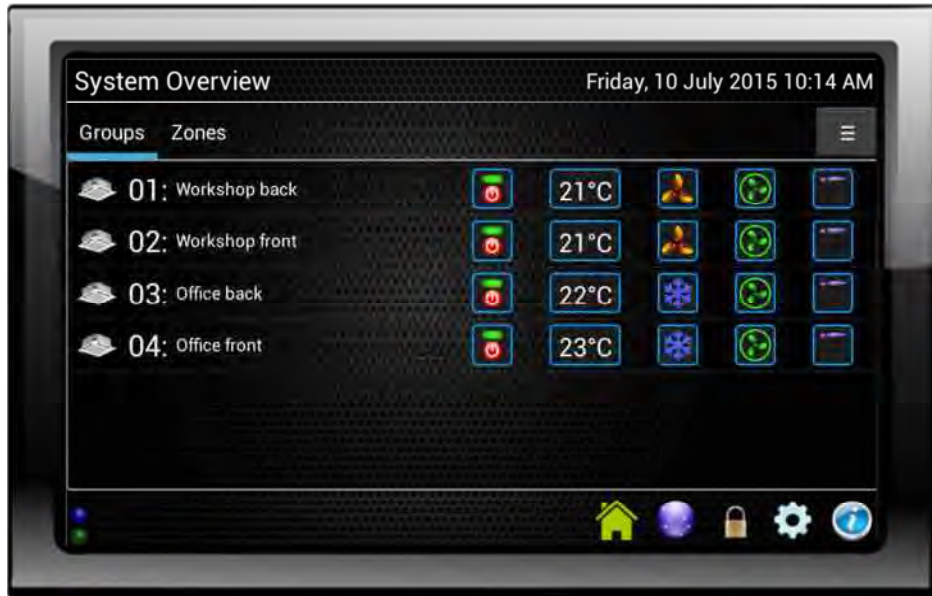 System Overview
Friday, 10 July 2015 10:14 AM
Groups Zones
01: Workshop back 21°C
02: Workshop front 21°C
03: Office back 22°C
04: Office front 23°C